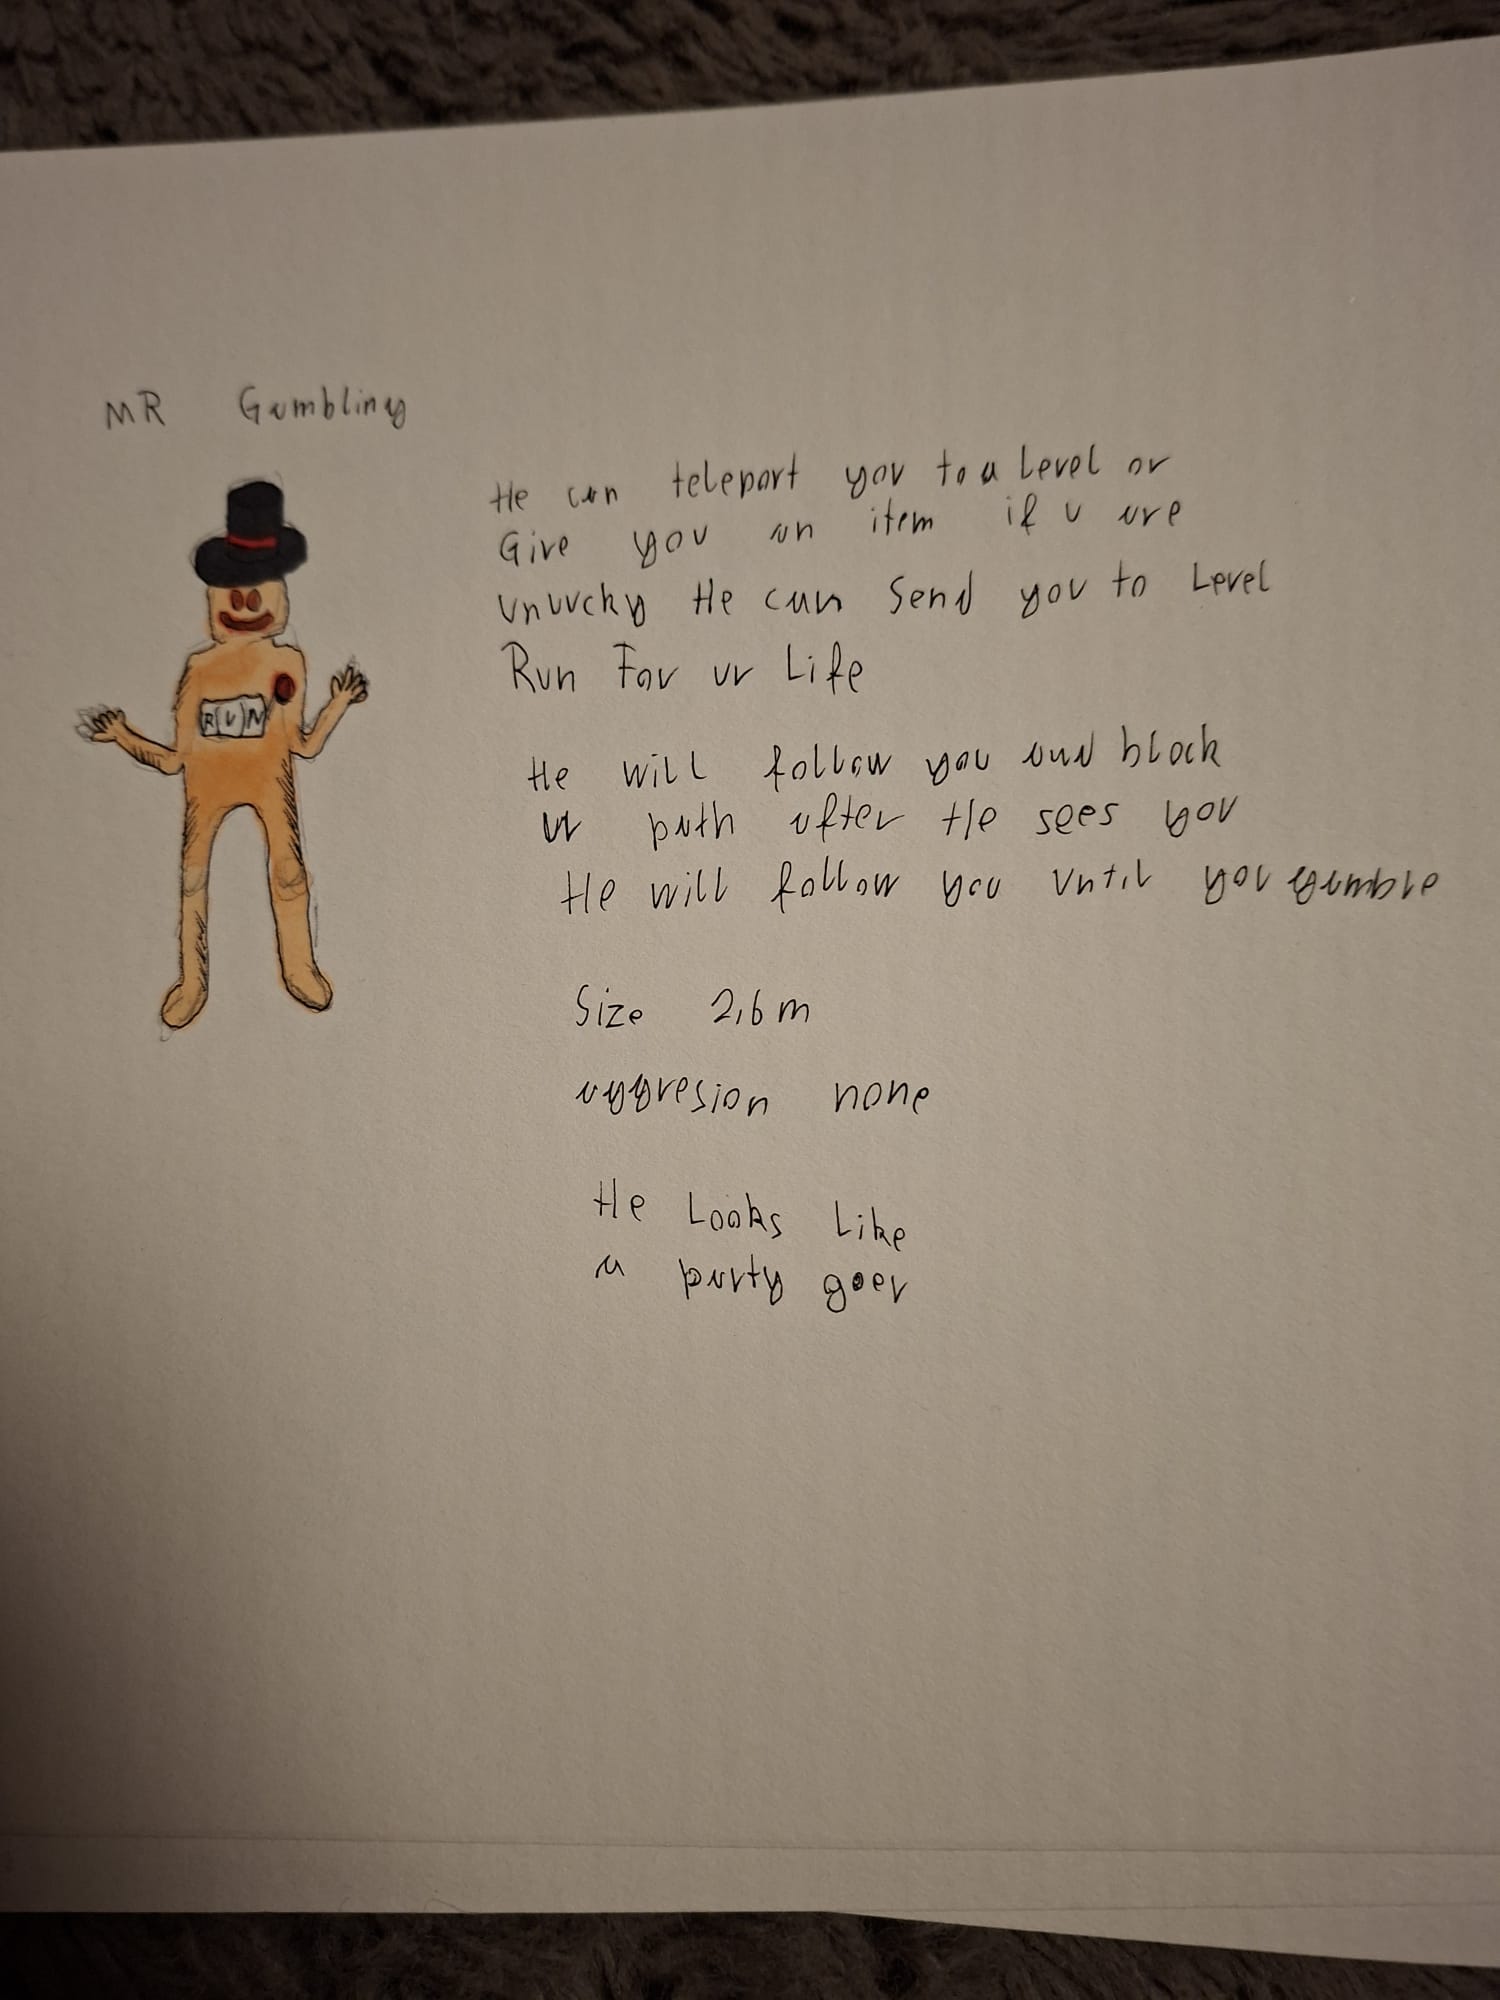 MR Gambling
He can teleport you to a Level or
Give you an item if u are
unlucky He can Send you to Level
Run For ur Life
R U N
He will follow you and block
ur path after He sees you
He will follow you until you gamble
Size 2,6 m
aggresion none
He Looks Like
a party goer